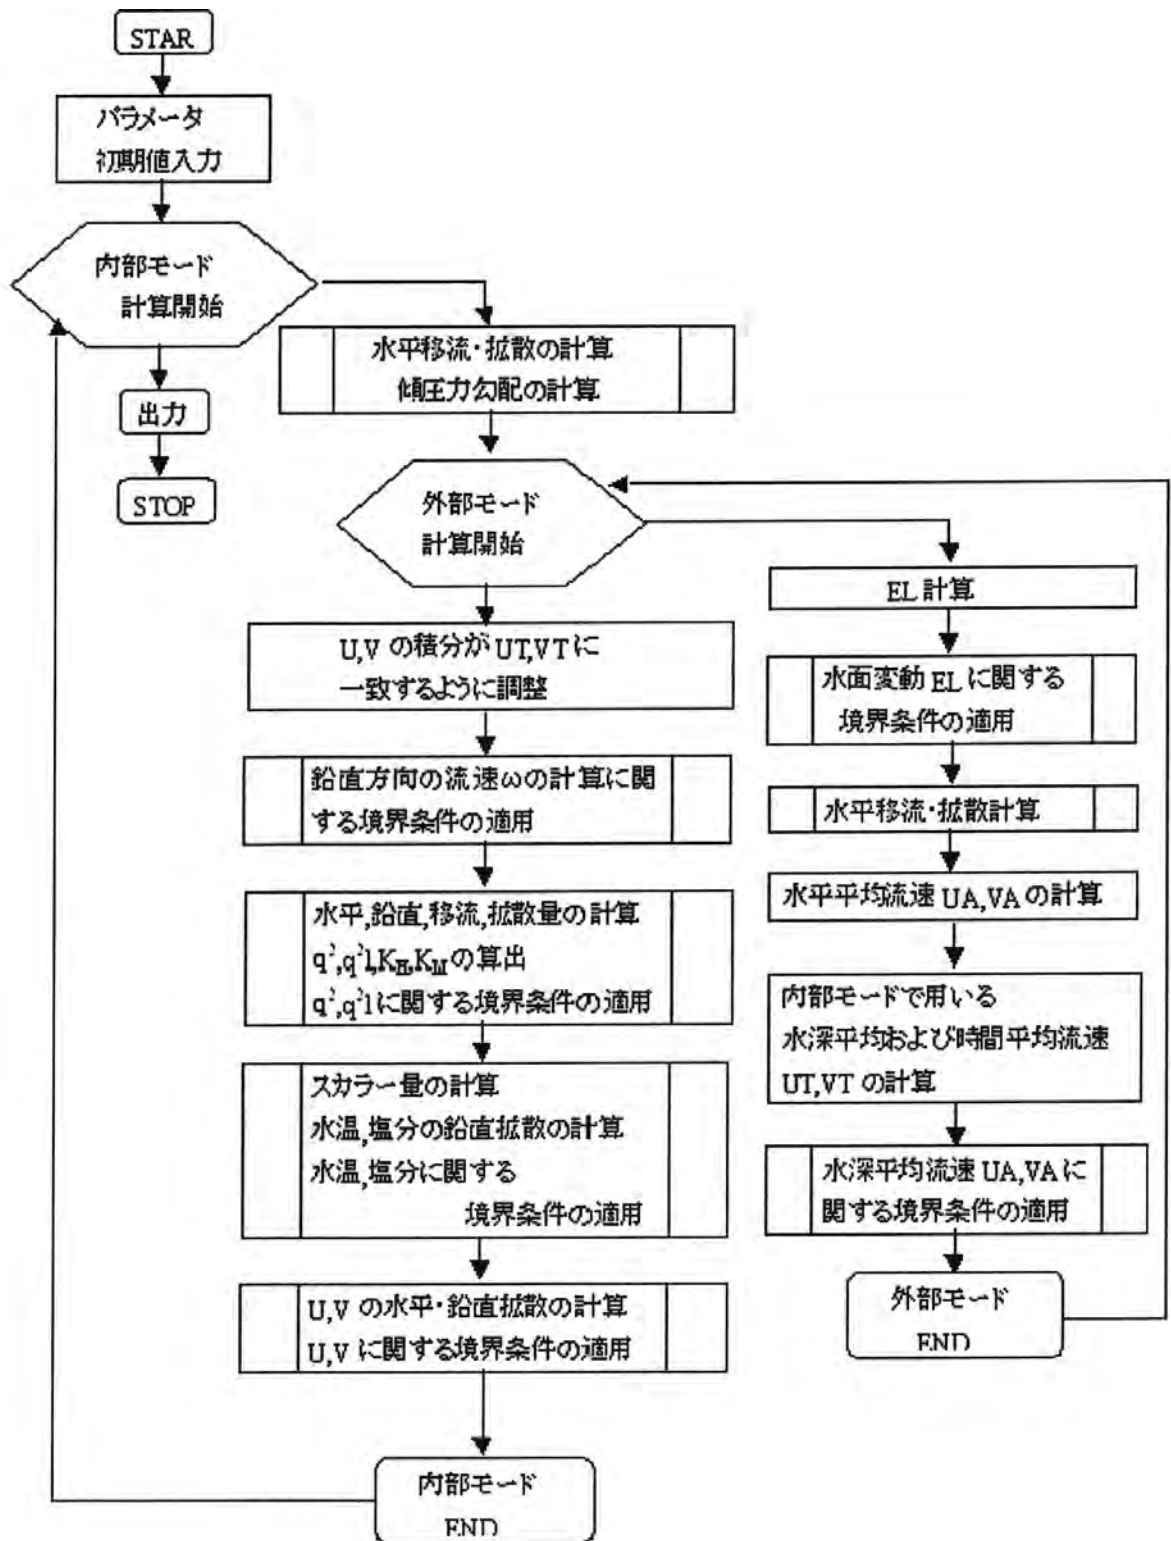 STAR
パラメータ
初期値入力
内部モード
計算開始
出力
STOP
水平移流・拡散の計算
傾圧力勾配の計算
外部モード
計算開始
U,V の積分が UT,VT に
一致するように調整
鉛直方向の流速ωの計算に関
する境界条件の適用
水平,鉛直,移流,拡散量の計算
q²,q²l,K_H,K_M の算出
q²,q²l に関する境界条件の適用
スカラー量の計算
水温,塩分の鉛直拡散の計算
水温,塩分に関する
境界条件の適用
U,V の水平・鉛直拡散の計算
U,V に関する境界条件の適用
内部モード
END
EL 計算
水面変動 EL に関する
境界条件の適用
水平移流・拡散計算
水平平均流速 UA,VA の計算
内部モードで用いる
水深平均および時間平均流速
UT,VT の計算
水深平均流速 UA,VA に
関する境界条件の適用
外部モード
END